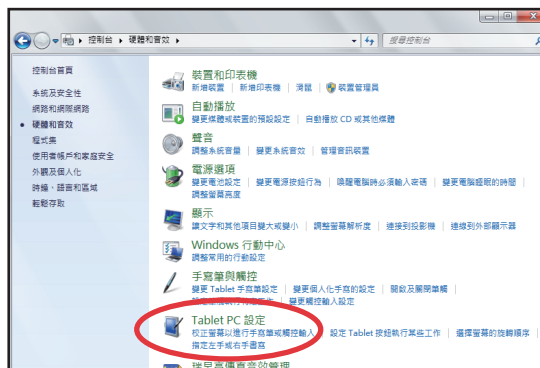 控制台 ▸ 硬體和音效 ▸
搜尋控制台
控制台首頁
系統及安全性
網路和網際網路
硬體和音效
程式集
使用者帳戶和家庭安全
外觀及個人化
時鐘、語言和區域
輕鬆存取
裝置和印表機
新增裝置 | 新增印表機 | 滑鼠 | 裝置管理員
自動播放
變更媒體或裝置的預設設定 | 自動播放 CD 或其他媒體
聲音
調整系統音量 | 變更系統音效 | 管理音訊裝置
電源選項
變更電池設定 | 變更電源按鈕行為 | 喚醒電腦時必須輸入密碼 | 變更電腦睡眠的時間
調整螢幕亮度
顯示
讓文字和其他項目變大或變小 | 調整螢幕解析度 | 連接到投影機 | 連線到外部顯示器
Windows 行動中心
調整常用的行動設定
手寫筆與觸控
變更 Tablet 手寫筆設定 | 變更個人化手寫的設定 | 開啟及關閉筆觸
變更觸控輸入設定
Tablet PC 設定
校正螢幕以進行手寫筆或觸控輸入 | 設定 Tablet 按鈕執行某些工作 | 選擇螢幕的旋轉順序
指定左手或右手書寫
瑞昱高傳真音效管理